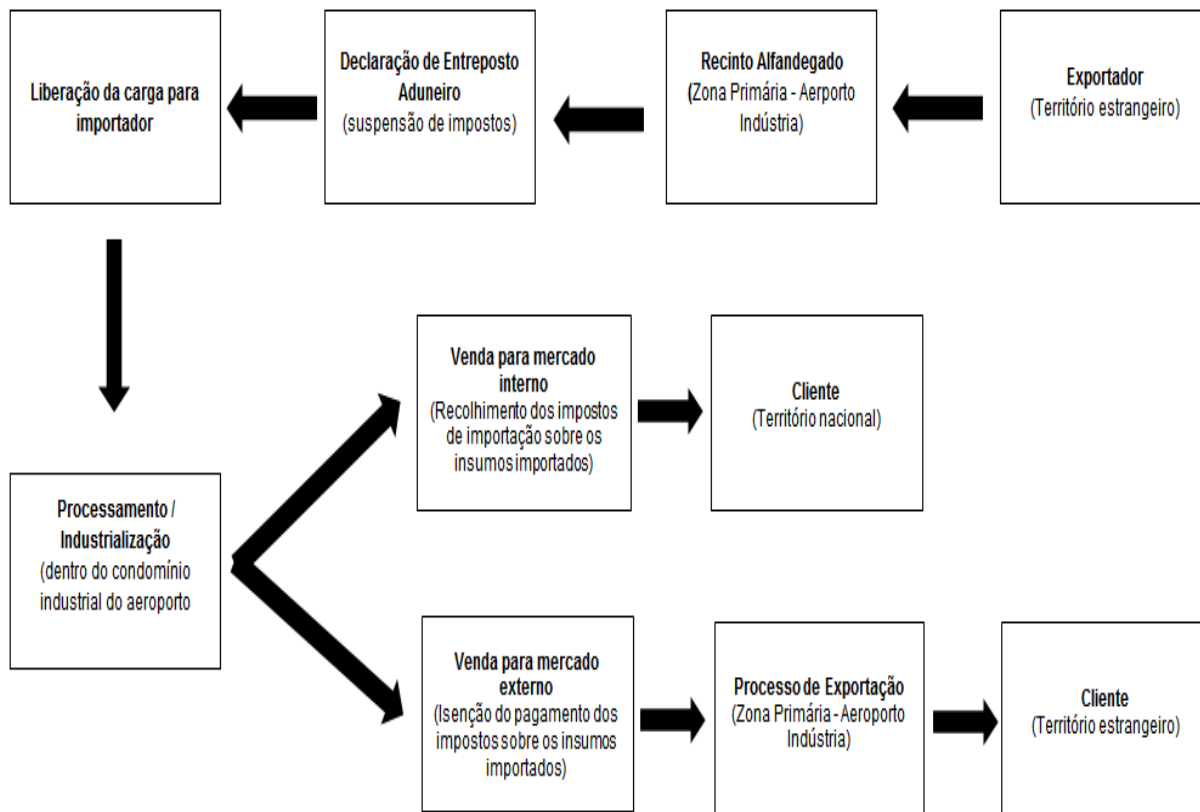 Liberação da carga para
importador
Declaração de Entreposto
Aduneiro
(suspensão de impostos)
Recinto Alfandegado
(Zona Primária - Aerporto
Indústria)
Exportador
(Território estrangeiro)
Venda para mercado
interno
(Recolhimento dos impostos
de importação sobre os
insumos importados)
Cliente
(Território nacional)
Processamento /
Industrialização
(dentro do condomínio
industrial do aeroporto
Venda para mercado
externo
(Isenção do pagamento dos
impostos sobre os insumos
importados)
Processo de Exportação
(Zona Primária - Aeroporto
Indústria)
Cliente
(Território estrangeiro)